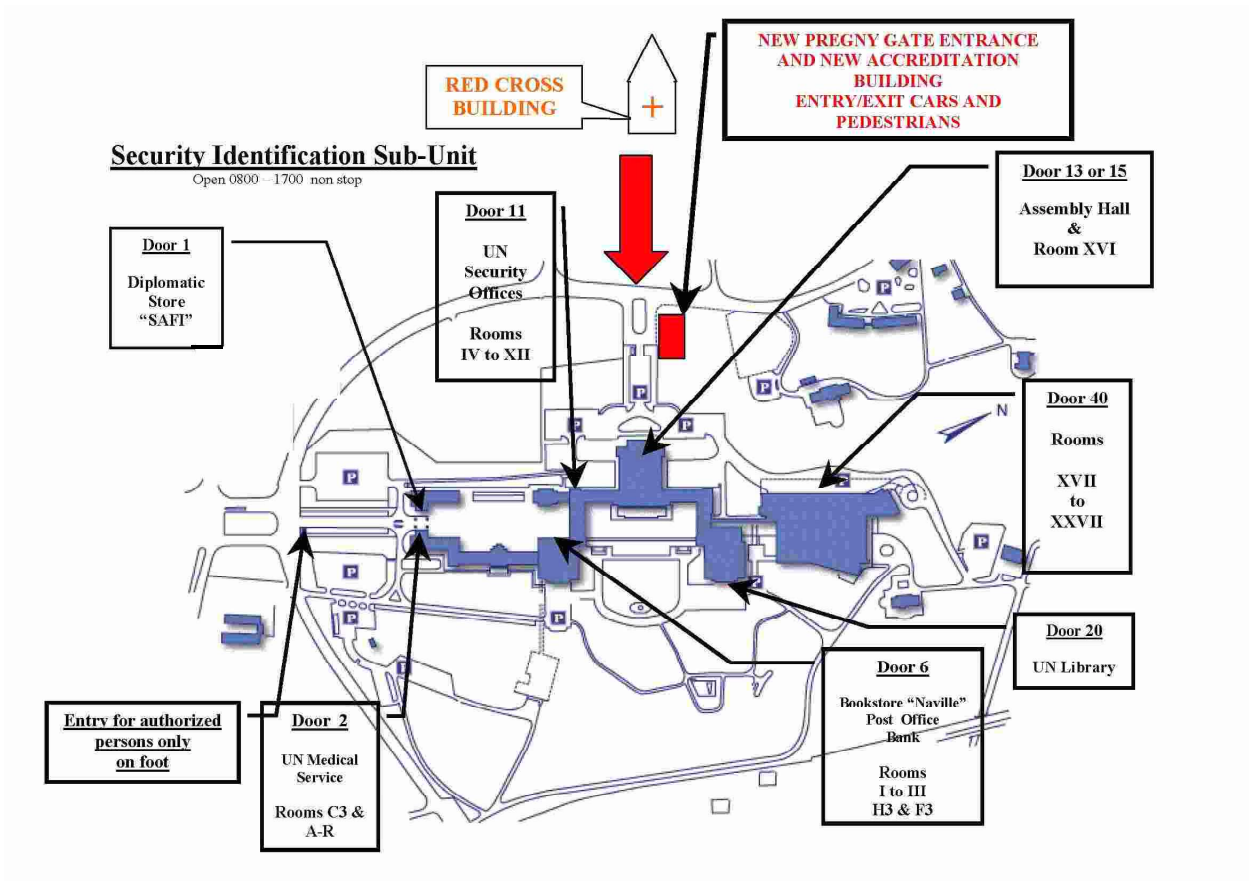 NEW PREGNY GATE ENTRANCE
AND NEW ACCREDITATION
BUILDING
ENTRY/EXIT CARS AND
PEDESTRIANS
RED CROSS
BUILDING
+
Security Identification Sub-Unit
Open 0800 – 1700 non stop
Door 1
Diplomatic
Store
“SAFI”
Door 11
UN
Security
Offices
Rooms
IV to XII
Door 13 or 15
Assembly Hall
&
Room XVI
P
P
P
P
P
N
Door 40
Rooms
XVII
to
XXVII
P
P
P
P
P
P
P
P
Door 20
UN Library
Door 6
Bookstore “Naville”
Post Office
Bank
Rooms
I to III
H3 & F3
Entry for authorized
persons only
on foot
Door 2
UN Medical
Service
Rooms C3 &
A-R